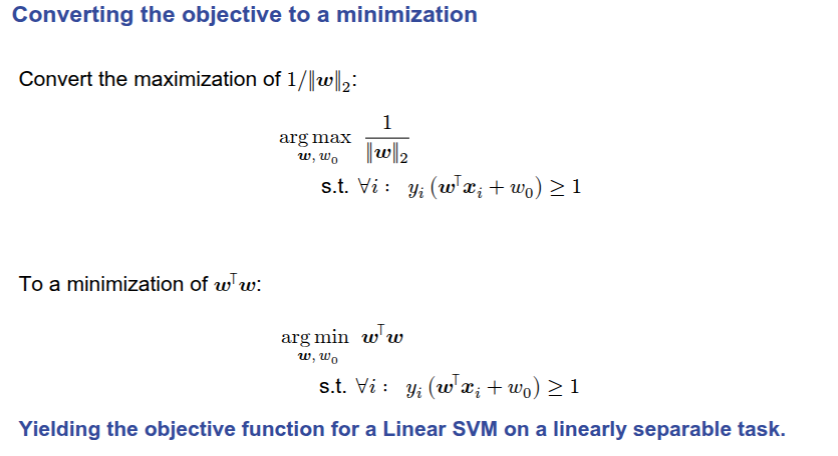 Converting the objective to a minimization
Convert the maximization of 1/‖w‖₂:
arg max 1/‖w‖₂
w, w₀
s.t. ∀i : yᵢ (wᵀxᵢ + w₀) ≥ 1
To a minimization of wᵀw:
arg min wᵀw
w, w₀
s.t. ∀i : yᵢ (wᵀxᵢ + w₀) ≥ 1
Yielding the objective function for a Linear SVM on a linearly separable task.